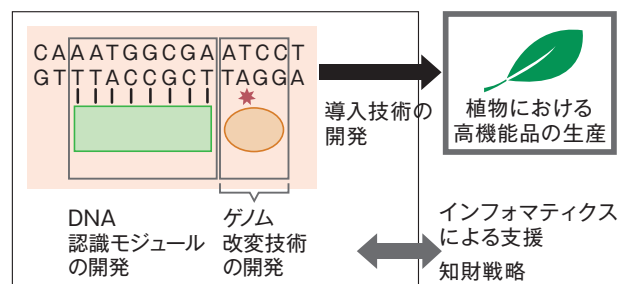 CAAATGGCGAATCCT
GTTTACCGCTTAGGA
導入技術の
開発
植物における
高機能品の生産
DNA
認識モジュール
の開発
ゲノム
改変技術
の開発
インフォマティクス
による支援
知財戦略